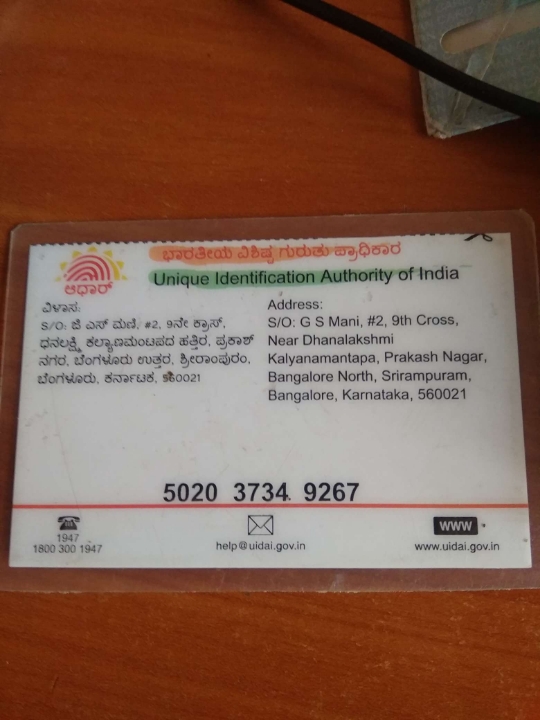 ಭಾರತೀಯ ವಿಶಿಷ್ಟ ಗುರುತು ಪ್ರಾಧಿಕಾರ
Unique Identification Authority of India
ಆಧಾರ್
ವಿಳಾಸ:
S/O: ಜಿ ಎಸ್ ಮಣಿ, #2, 9ನೇ ಕ್ರಾಸ್,
ಧನಲಕ್ಷ್ಮಿ ಕಲ್ಯಾಣಮಂಟಪದ ಹತ್ತಿರ, ಪ್ರಕಾಶ್
ನಗರ, ಬೆಂಗಳೂರು ಉತ್ತರ, ಶ್ರೀರಾಂಪುರಂ,
ಬೆಂಗಳೂರು, ಕರ್ನಾಟಕ, 560021
Address:
S/O: G S Mani, #2, 9th Cross,
Near Dhanalakshmi
Kalyanamantapa, Prakash Nagar,
Bangalore North, Srirampuram,
Bangalore, Karnataka, 560021
5020 3734 9267
1947
1800 300 1947
help@uidai.gov.in
WWW
www.uidai.gov.in